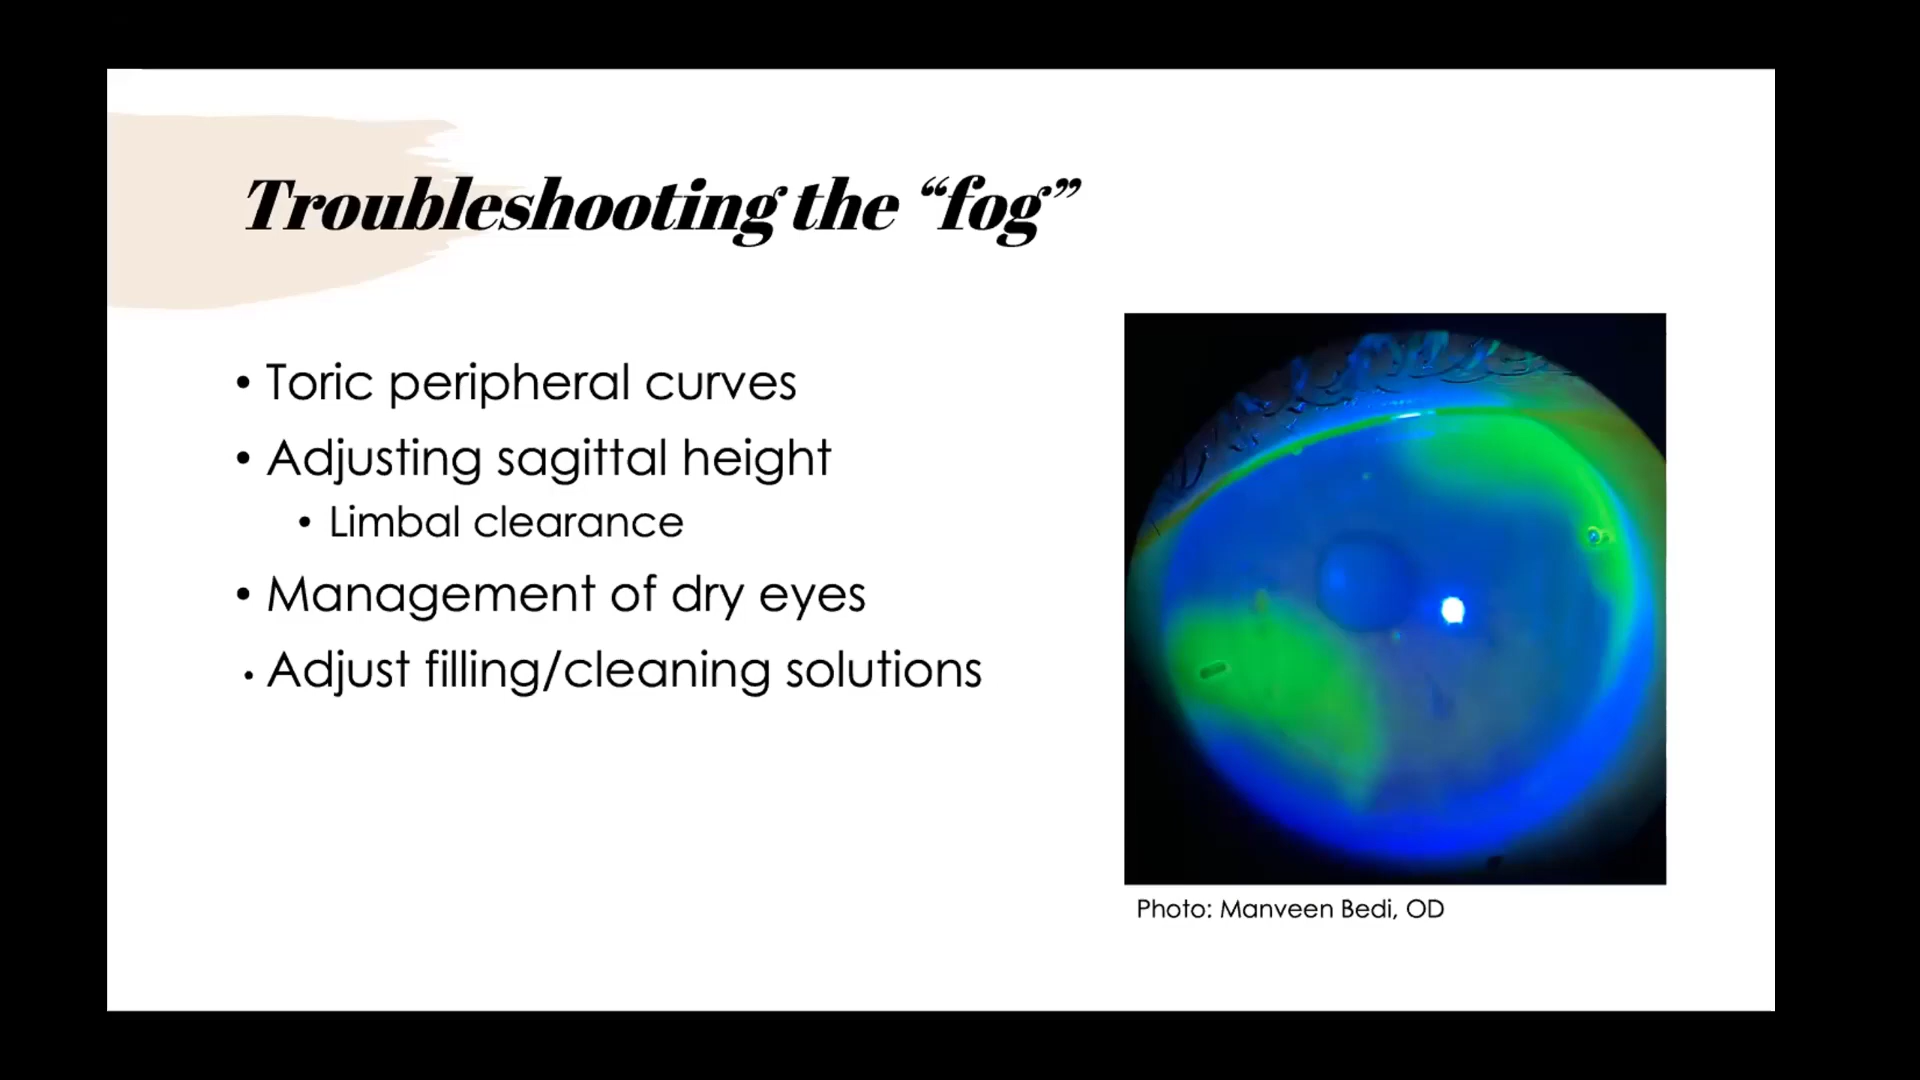 Troubleshooting the “fog”
• Toric peripheral curves
• Adjusting sagittal height
• Limbal clearance
• Management of dry eyes
• Adjust filling/cleaning solutions
Photo: Manveen Bedi, OD